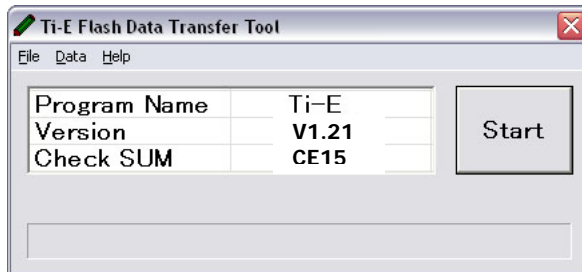 Ti-E Flash Data Transfer Tool
File Data Help
Program Name Ti-E
Version V1.21
Check SUM CE15
Start